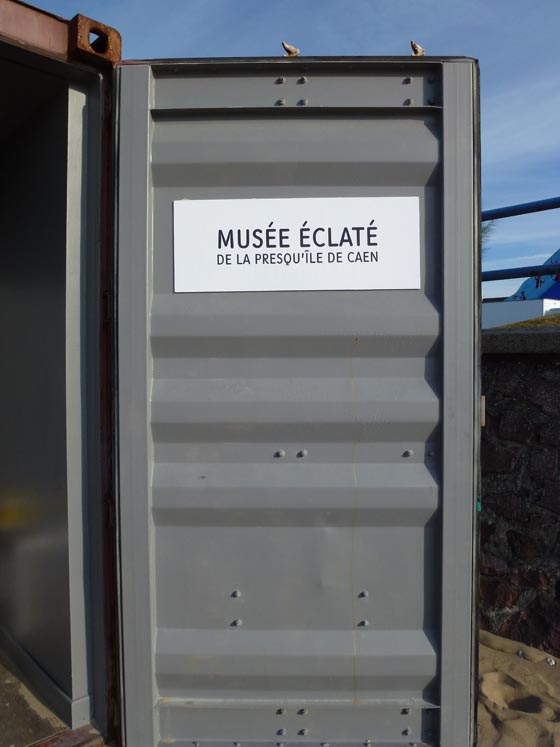 MUSÉE ÉCLATÉ
DE LA PRESQU'ÎLE DE CAEN